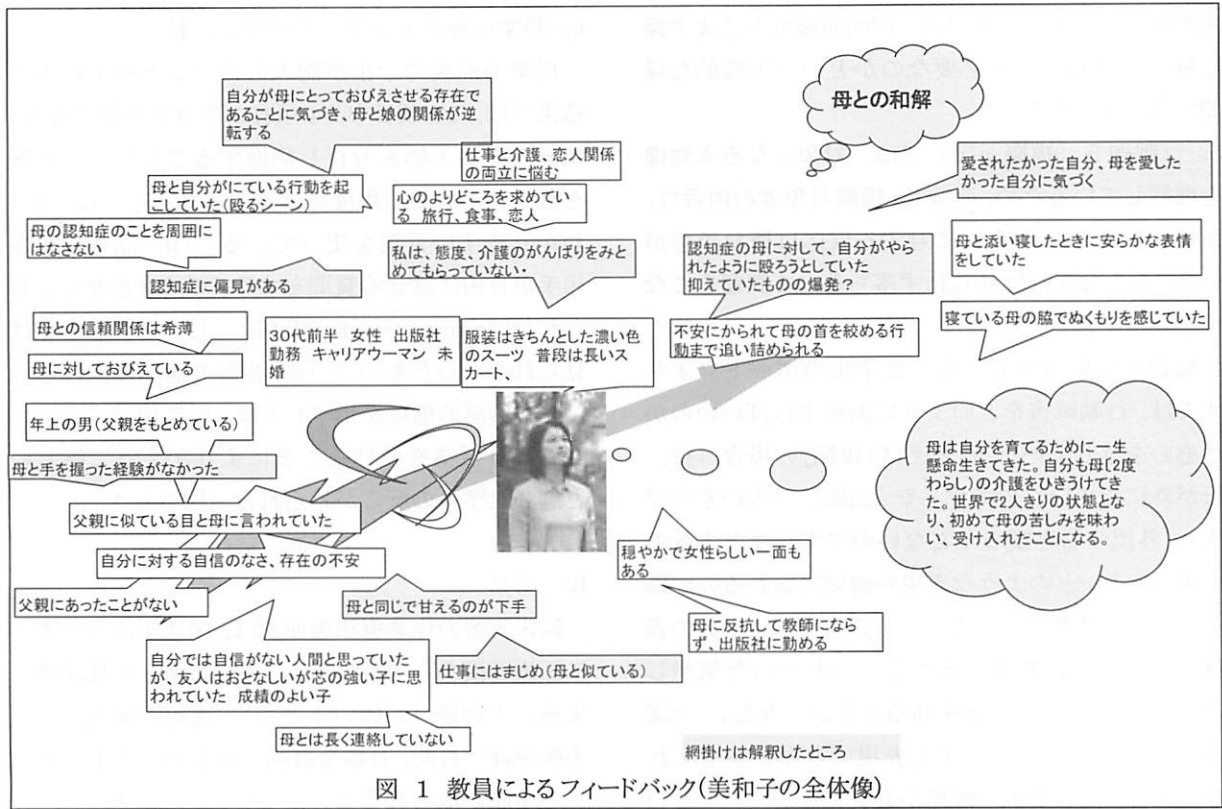 母との和解
自分が母にとっておびえさせる存在で
あることに気づき、母と娘の関係が逆
転する
仕事と介護、恋人関係
の両立に悩む
愛されたかった自分、母を愛した
かった自分に気づく
母と自分がにている行動を起
こしていた(殴るシーン)
心のよりどころを求めてい
る 旅行、食事、恋人
母の認知症のことを周囲に
はなさない
私は、態度、介護のがんばりをみと
めてもらっていない・
認知症の母に対して、自分がやら
れたように殴ろうとしていた
抑えていたものの爆発?
母と添い寝したときに安らかな表情
をしていた
認知症に偏見がある
母との信頼関係は希薄
30代前半 女性 出版社
勤務 キャリアウーマン 未
婚
服装はきちんとした濃い色
のスーツ 普段は長いス
カート、
不安にかられて母の首を絞める行
動まで追い詰められる
寝ている母の脇でぬくもりを感じていた
母に対しておびえている
年上の男(父親をもとめている)
母と手を握った経験がなかった
母は自分を育てるために一生
懸命生きてきた。自分も母「2度
わらし)の介護をひきうけてき
た。世界で2人きりの状態とな
り、初めて母の苦しみを味わ
い、受け入れたことになる。
父親に似ている目と母に言われていた
自分に対する自信のなさ、存在の不安
穏やかで女性らしい一面も
ある
父親にあったことがない
母と同じで甘えるのが下手
母に反抗して教師になら
ず、出版社に勤める
自分では自信がない人間と思っていた
が、友人はおとなしいが芯の強い子に思
われていた 成績のよい子
仕事にはまじめ(母と似ている)
母とは長く連絡していない
網掛けは解釈したところ
図 1 教員によるフィードバック(美和子の全体像)